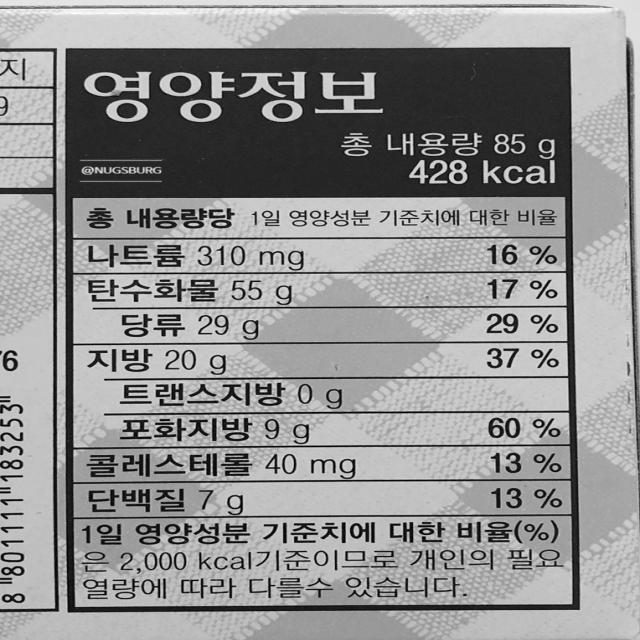 지
9
영양정보
총 내용량 85 g
@NUGSBURG
428 kcal
총 내용량당 1일 영양성분 기준치에 대한 비율
나트륨 310 mg 16 %
탄수화물 55 g 17 %
당류 29 g 29 %
지방 20 g 37 %
트랜스지방 0 g
포화지방 9 g 60 %
콜레스테롤 40 mg 13 %
단백질 7 g 13 %
1일 영양성분 기준치에 대한 비율(%)
은 2,000 kcal기준이므로 개인의 필요
열량에 따라 다를수 있습니다.
76
8 801111 183253